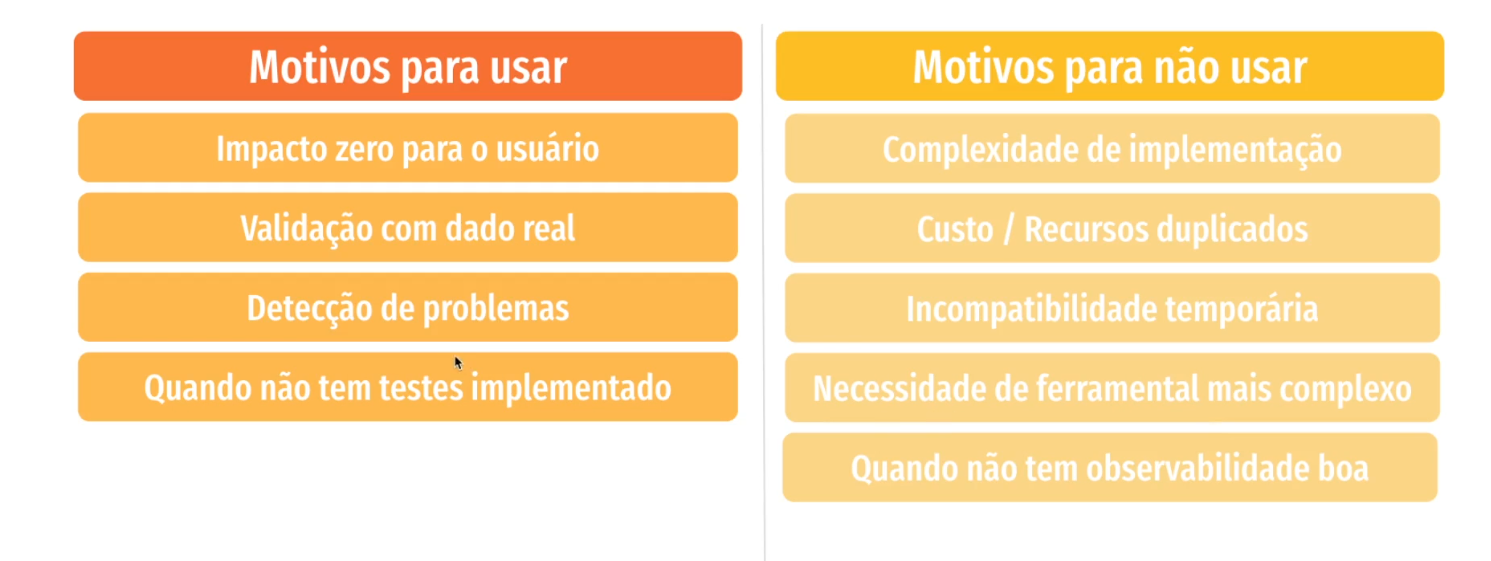 Motivos para usar
Impacto zero para o usuário
Validação com dado real
Detecção de problemas
Quando não tem testes implementado
Motivos para não usar
Complexidade de implementação
Custo / Recursos duplicados
Incompatibilidade temporária
Necessidade de ferramental mais complexo
Quando não tem observabilidade boa